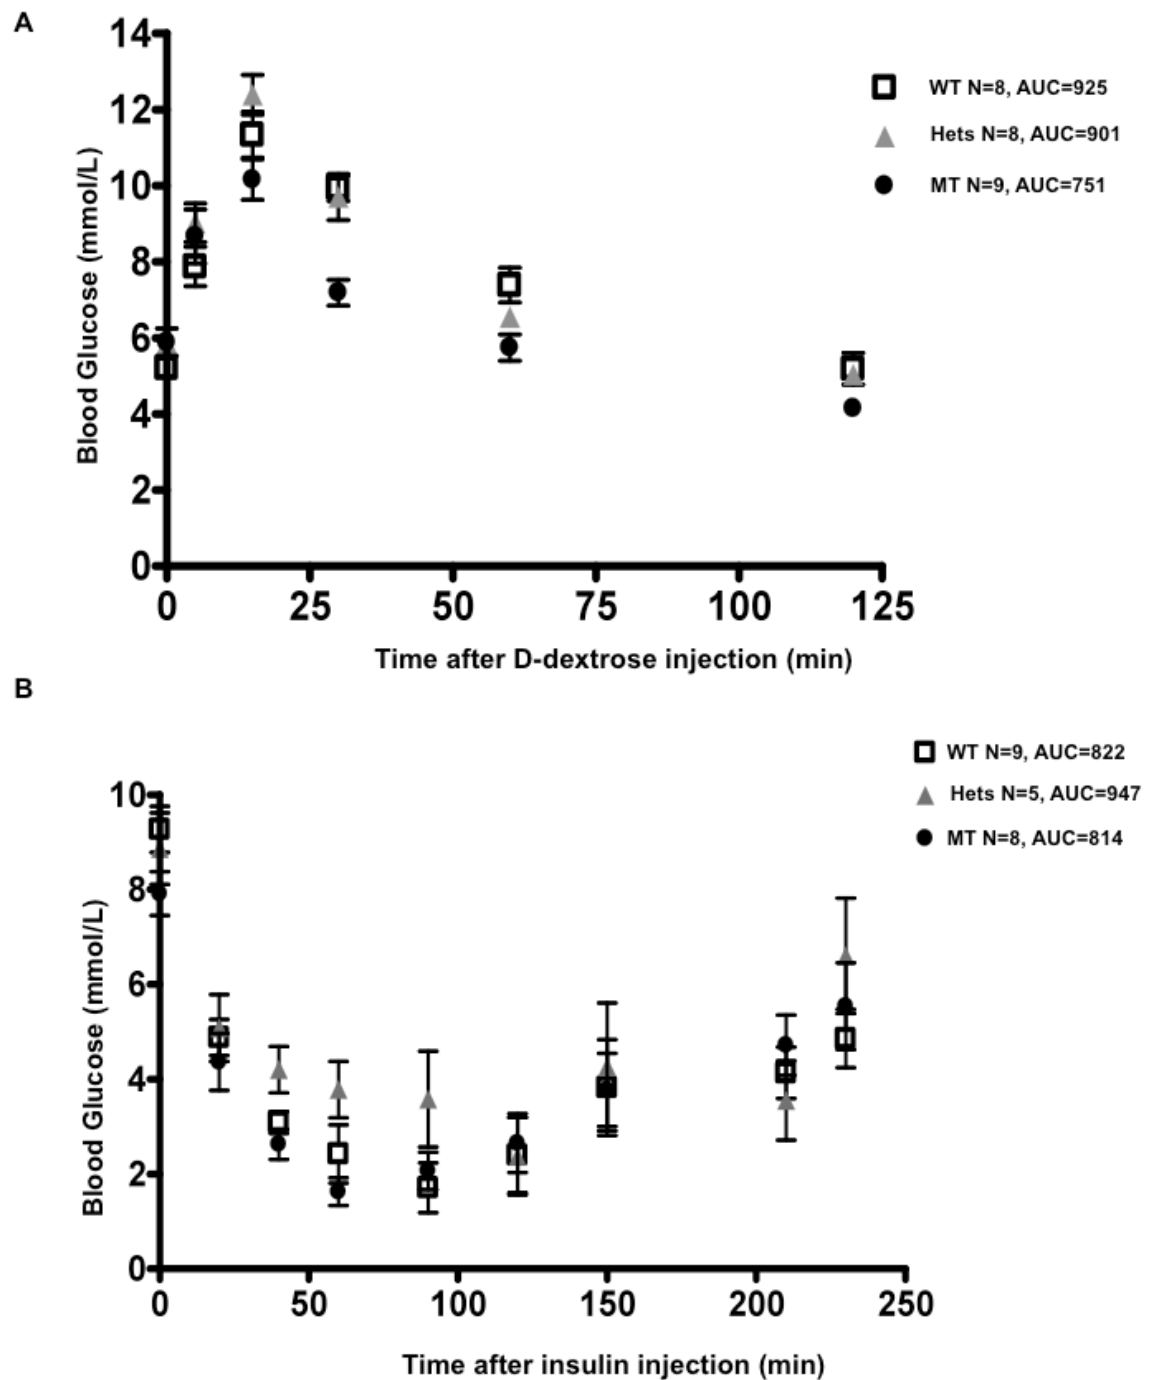 A
14
12
10
8
6
4
2
0
Blood Glucose (mmol/L)
0 25 50 75 100 125
Time after D-dextrose injection (min)
WT N=8, AUC=925
Hets N=8, AUC=901
MT N=9, AUC=751
B
10
8
6
4
2
0
Blood Glucose (mmol/L)
0 50 100 150 200 250
Time after insulin injection (min)
WT N=9, AUC=822
Hets N=5, AUC=947
MT N=8, AUC=814